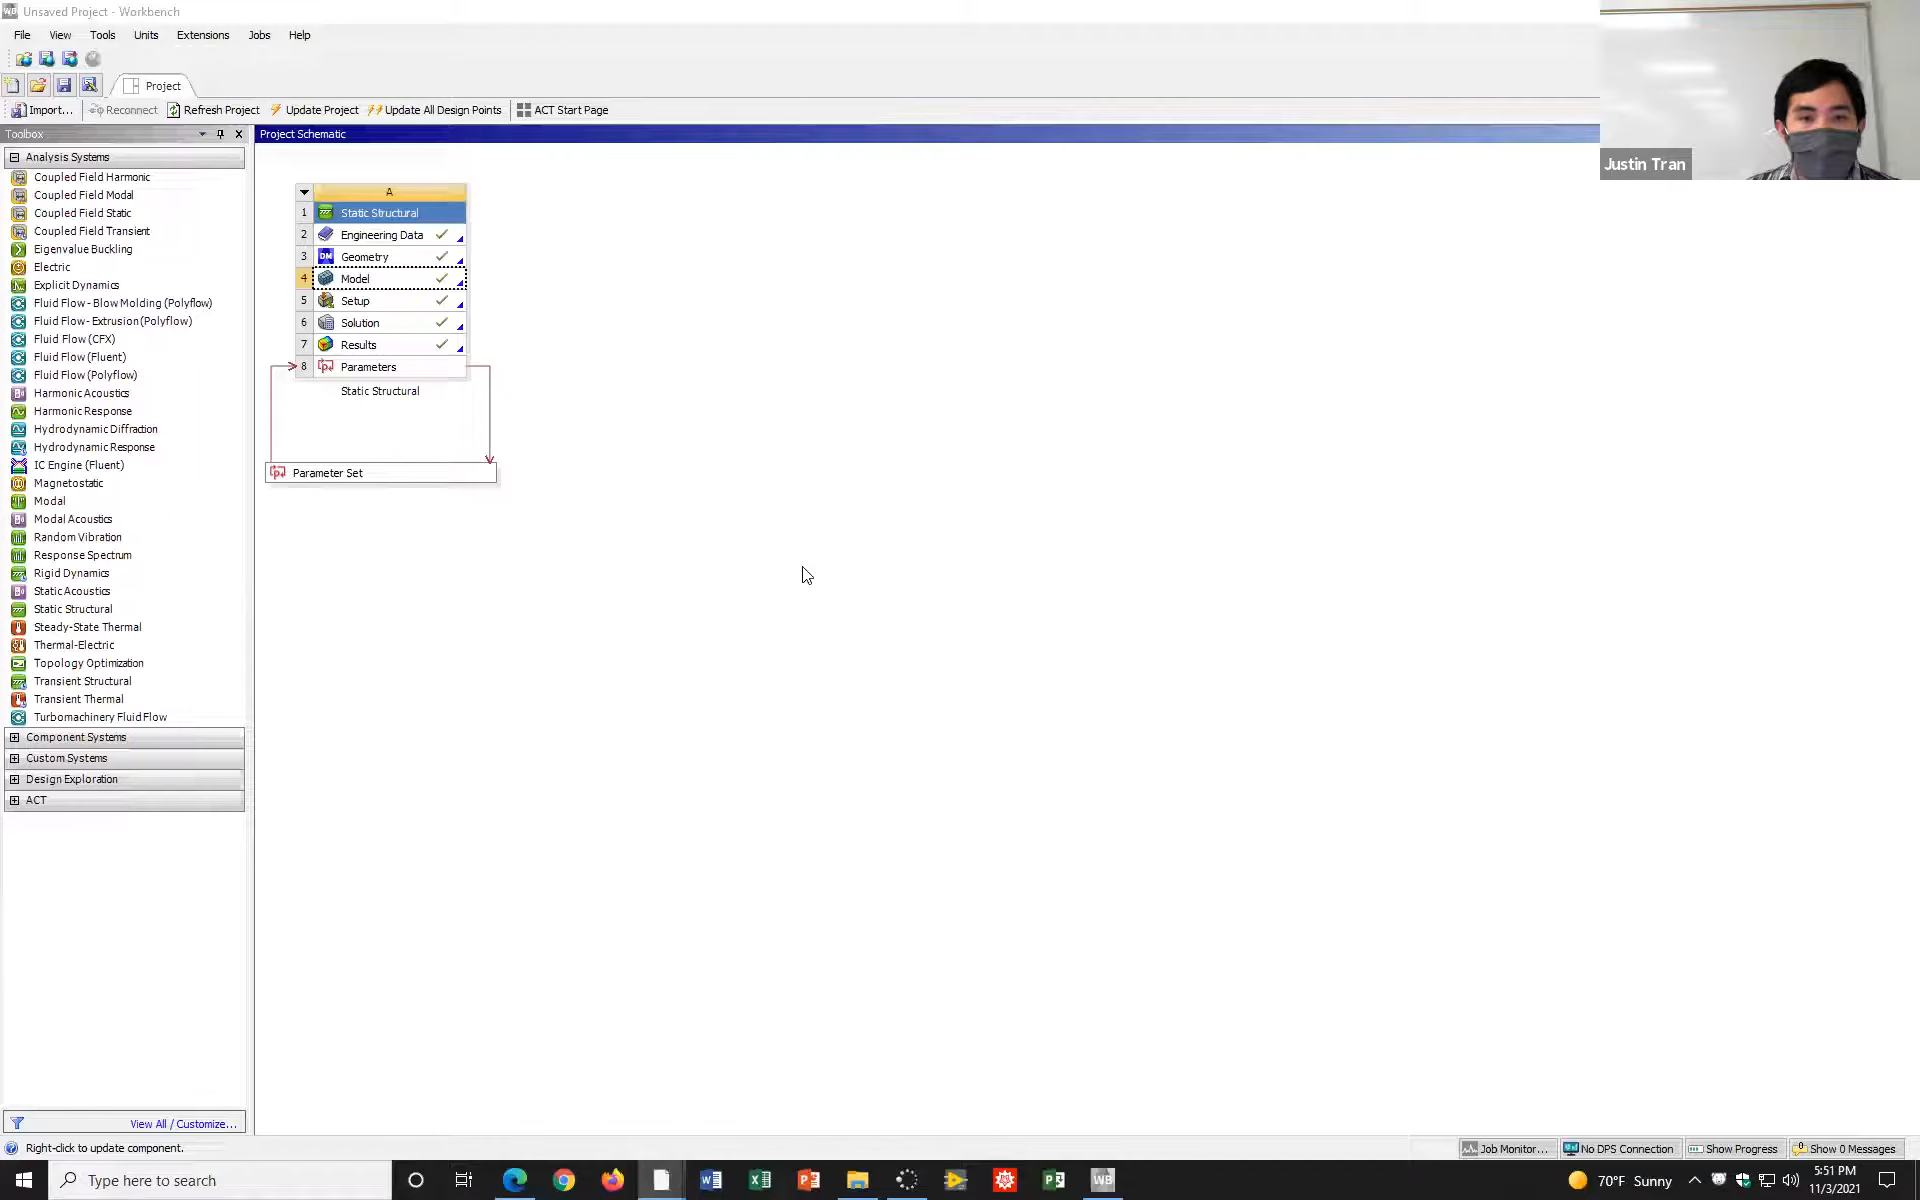 Unsaved Project - Workbench
File View Tools Units Extensions Jobs Help
Project
Import... Reconnect Refresh Project Update Project Update All Design Points ACT Start Page
Toolbox
Analysis Systems
Coupled Field Harmonic
Coupled Field Modal
Coupled Field Static
Coupled Field Transient
Eigenvalue Buckling
Electric
Explicit Dynamics
Fluid Flow - Blow Molding (Polyflow)
Fluid Flow - Extrusion (Polyflow)
Fluid Flow (CFX)
Fluid Flow (Fluent)
Fluid Flow (Polyflow)
Harmonic Acoustics
Harmonic Response
Hydrodynamic Diffraction
Hydrodynamic Response
IC Engine (Fluent)
Magnetostatic
Modal
Modal Acoustics
Random Vibration
Response Spectrum
Rigid Dynamics
Static Acoustics
Static Structural
Steady-State Thermal
Thermal-Electric
Topology Optimization
Transient Structural
Transient Thermal
Turbomachinery Fluid Flow
Component Systems
Custom Systems
Design Exploration
ACT
View All / Customize...
Project Schematic
A
1 Static Structural
2 Engineering Data
3 DM Geometry
4 Model
5 Setup
6 Solution
7 Results
8 Parameters
Static Structural
Parameter Set
Justin Tran
Right-click to update component.
Job Monitor... No DPS Connection Show Progress Show 0 Messages
Type here to search
70°F Sunny
5:51 PM
11/3/2021